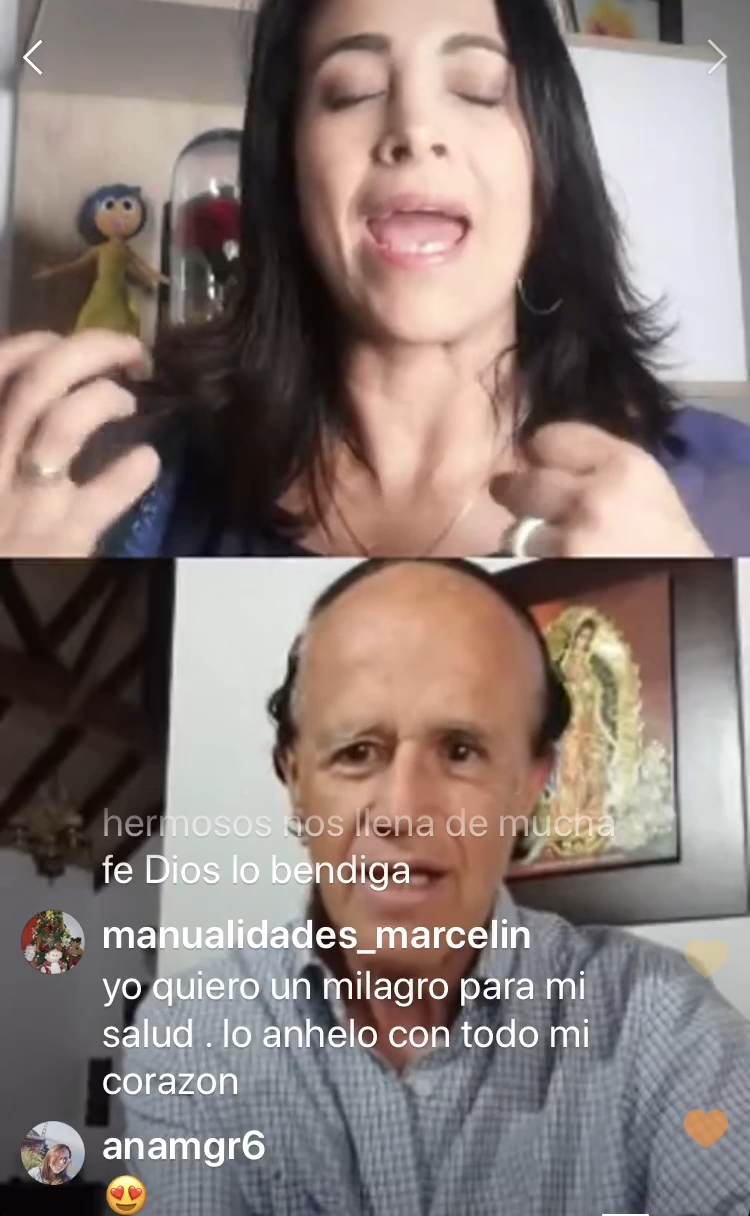 hermosos nos llena de mucha
fe Dios lo bendiga
manualidades_marcelin
yo quiero un milagro para mi
salud . lo anhelo con todo mi
corazon
anamgr6
😍